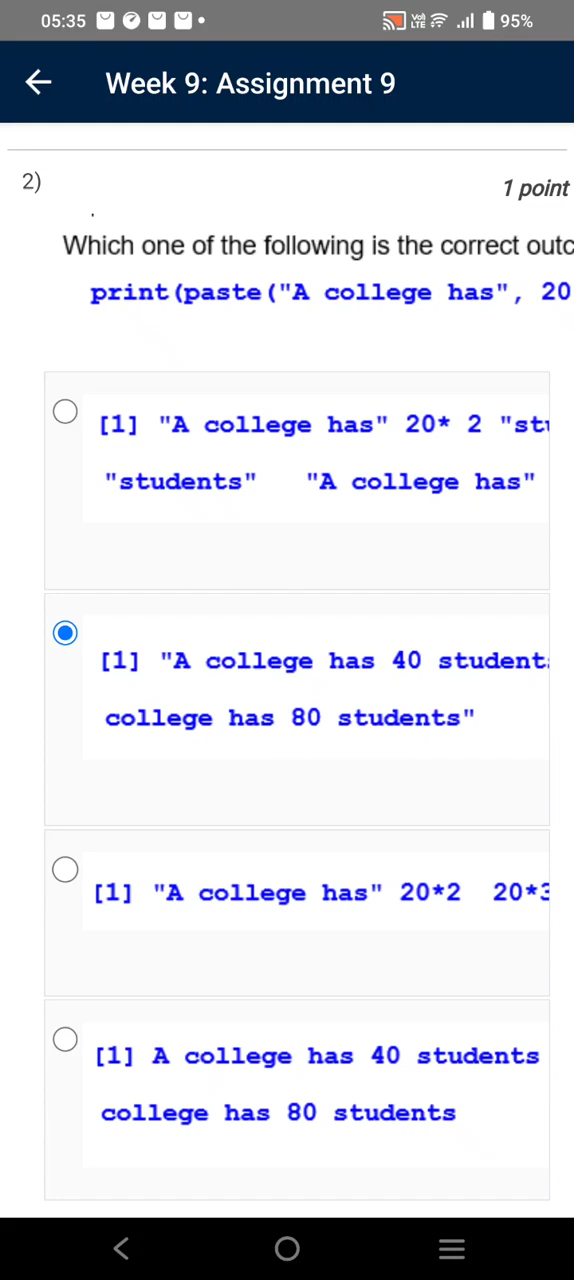 05:35
Vo) LTE
95%
Week 9: Assignment 9
2)
1 point
Which one of the following is the correct outc
print(paste("A college has", 20
[1] "A college has" 20* 2 "stu
"students" "A college has"
[1] "A college has 40 student
college has 80 students"
[1] "A college has" 20*2 20*3
[1] A college has 40 students
college has 80 students